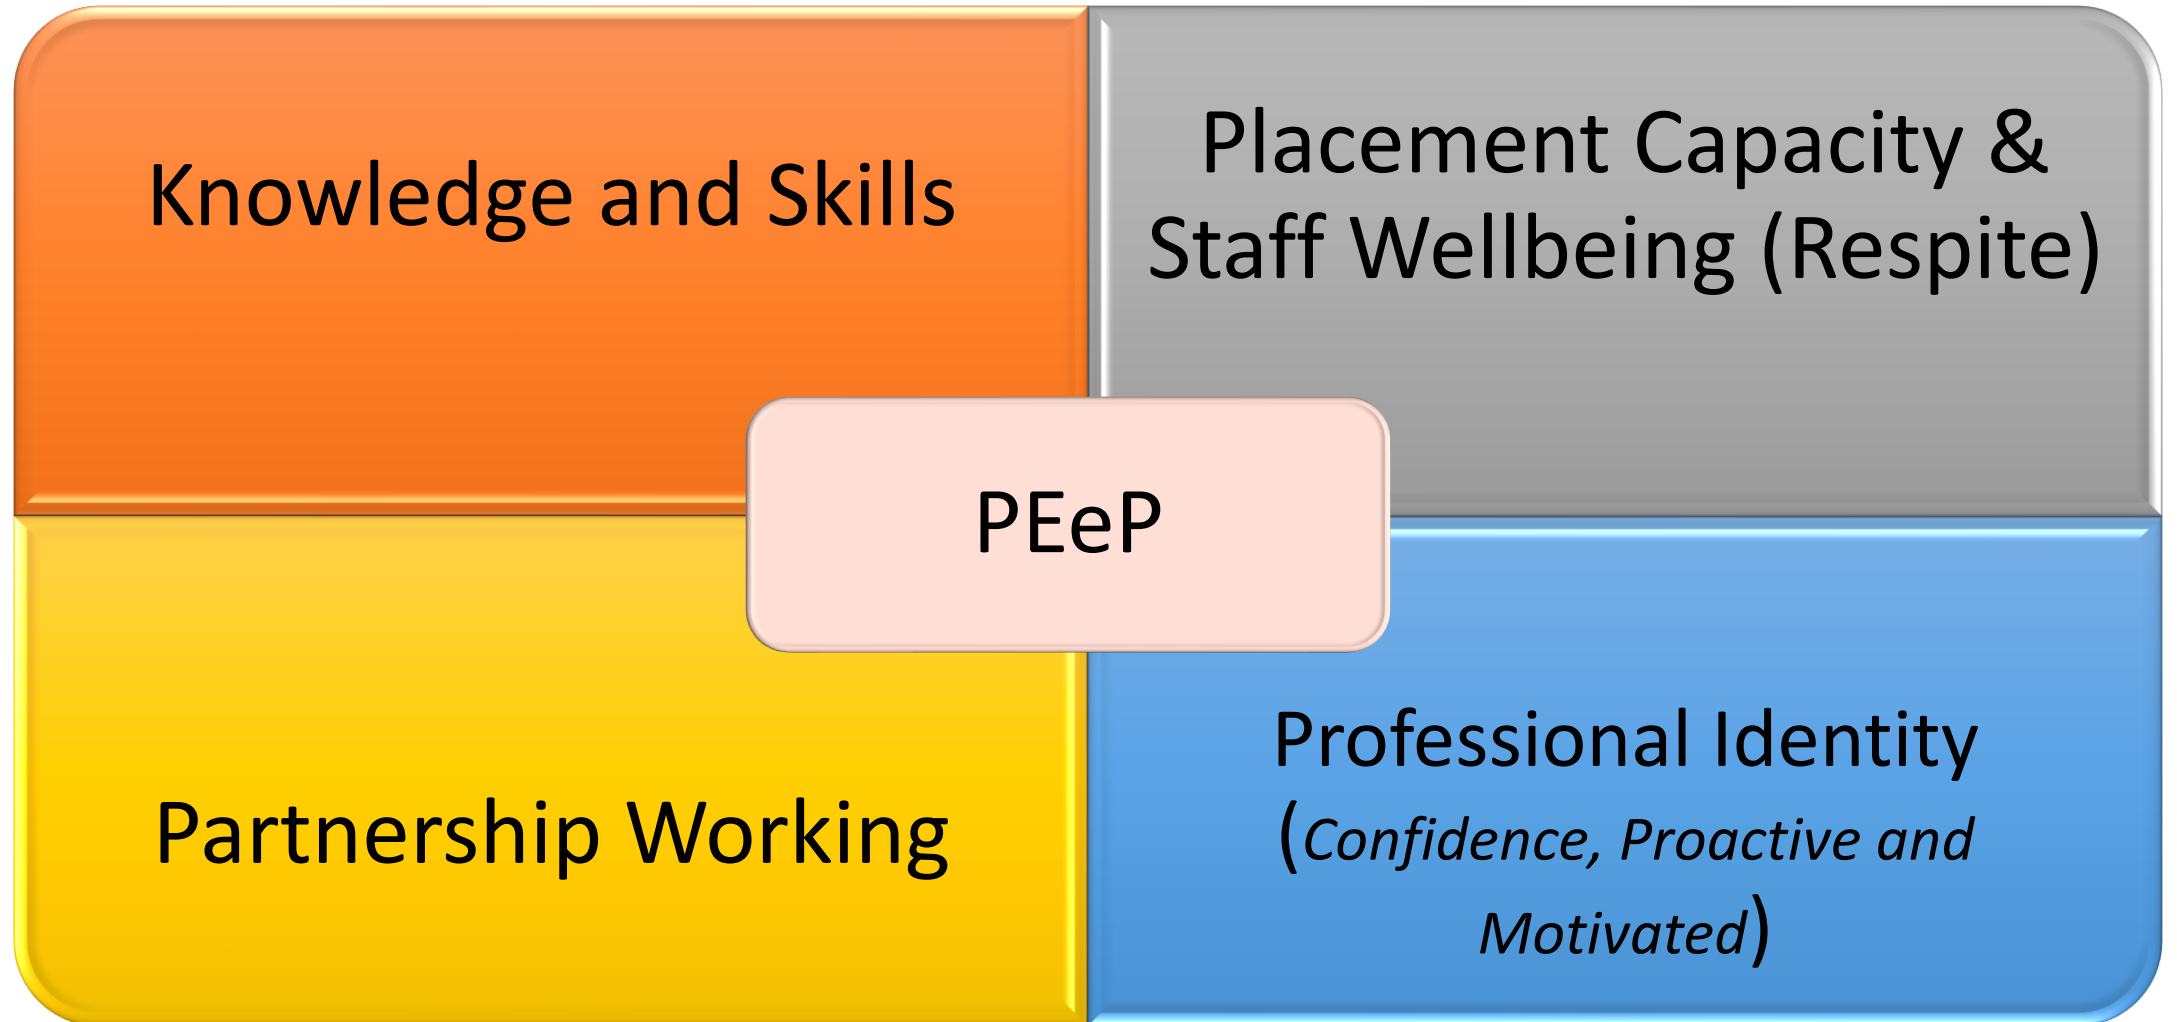 Knowledge and Skills
Placement Capacity &
Staff Wellbeing (Respite)
PEeP
Partnership Working
Professional Identity
(Confidence, Proactive and
Motivated)